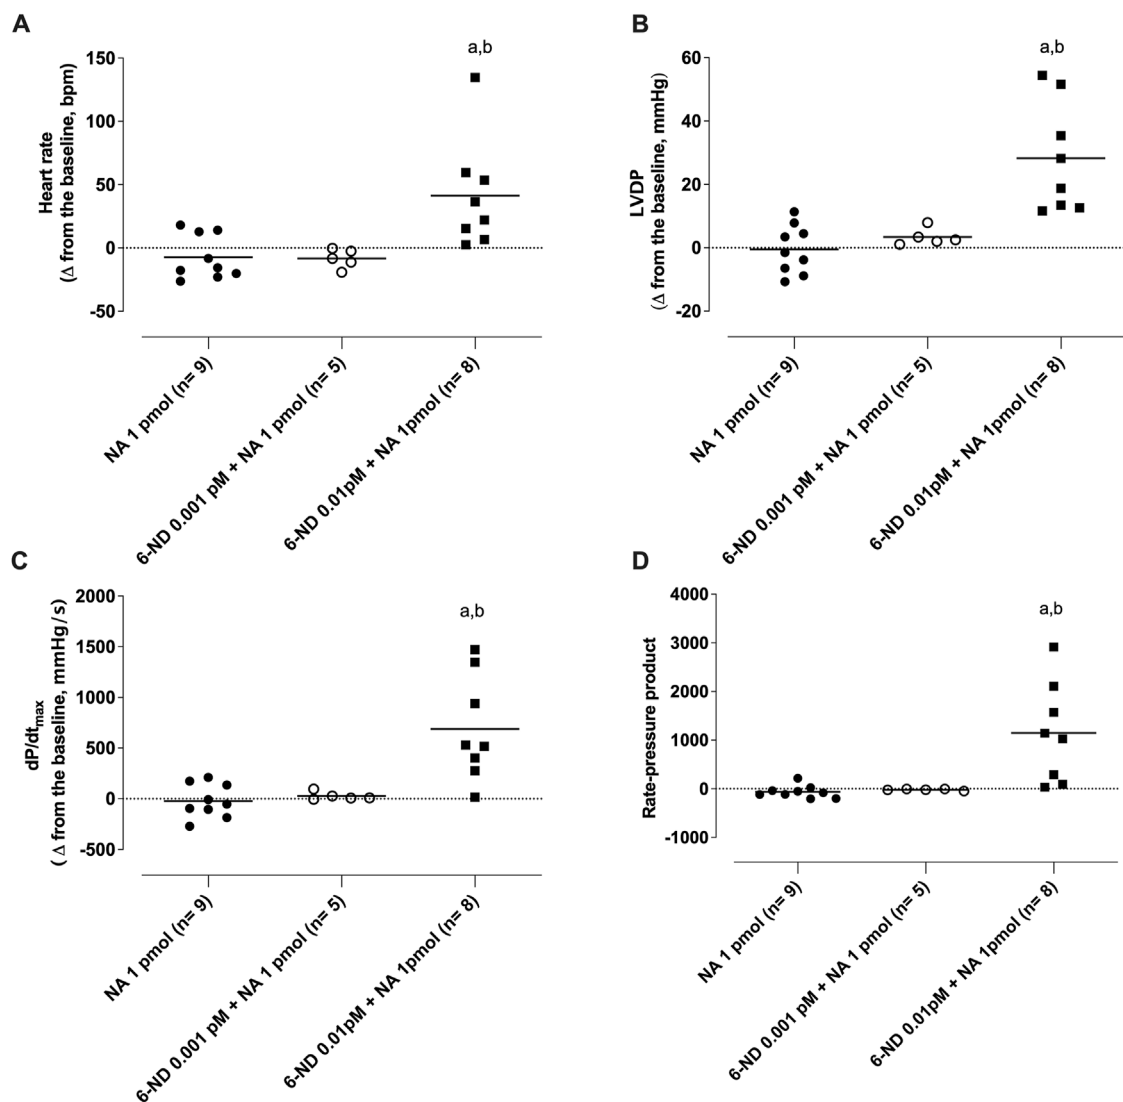 A
Heart rate
(Δ from the baseline, bpm)
150
100
50
0
-50
a,b
NA 1 pmol (n= 9)
6-ND 0.001 pM + NA 1 pmol (n= 5)
6-ND 0.01pM + NA 1pmol (n= 8)
B
LVDP
(Δ from the baseline, mmHg)
60
40
20
0
-20
a,b
NA 1 pmol (n= 9)
6-ND 0.001 pM + NA 1 pmol (n= 5)
6-ND 0.01pM + NA 1pmol (n= 8)
C
dP/dtmax
( Δ from the baseline, mmHg/s)
2000
1500
1000
500
0
-500
a,b
NA 1 pmol (n= 9)
6-ND 0.001 pM + NA 1 pmol (n= 5)
6-ND 0.01pM + NA 1pmol (n= 8)
D
Rate-pressure product
4000
3000
2000
1000
0
-1000
a,b
NA 1 pmol (n= 9)
6-ND 0.001 pM + NA 1 pmol (n= 5)
6-ND 0.01pM + NA 1pmol (n= 8)